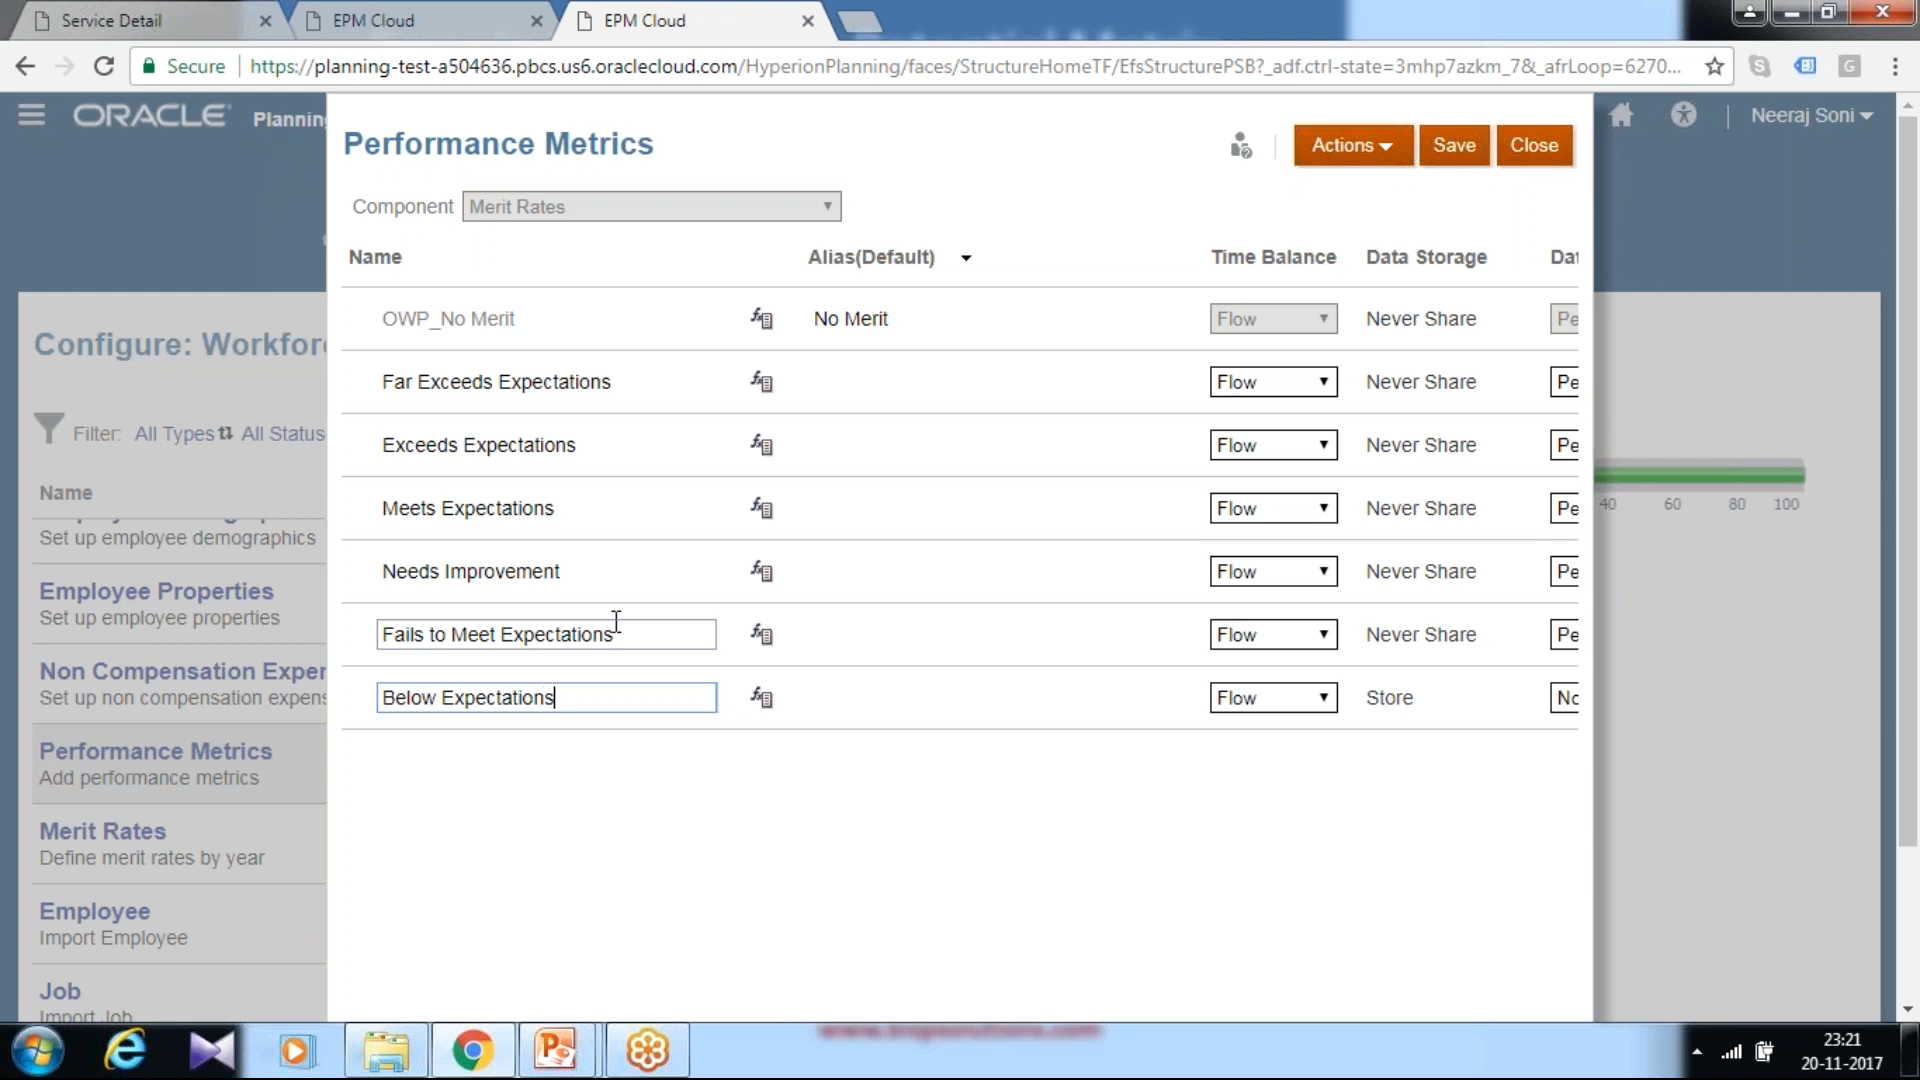 Service Detail
EPM Cloud
EPM Cloud
Secure
https://planning-test-a504636.pbcs.us6.oraclecloud.com/HyperionPlanning/faces/StructureHomeTF/EfsStructurePSB?_adf.ctrl-state=3mhp7azkm_7&_afrLoop=6270...
ORACLE Plannin
Neeraj Soni
Performance Metrics
Actions Save Close
Component Merit Rates
Name Alias(Default) Time Balance Data Storage Dat
OWP_No Merit No Merit Flow Never Share Pe
Far Exceeds Expectations Flow Never Share Pe
Exceeds Expectations Flow Never Share Pe
Meets Expectations Flow Never Share Pe
Needs Improvement Flow Never Share Pe
Fails to Meet Expectations Flow Never Share Pe
Below Expectations Flow Store No
Configure: Workfor
Filter: All Types All Status
Name
Set up employee demographics
Employee Properties
Set up employee properties
Non Compensation Exper
Set up non compensation expens
Performance Metrics
Add performance metrics
Merit Rates
Define merit rates by year
Employee
Import Employee
Job
Import Job
40 60 80 100
23:21
20-11-2017